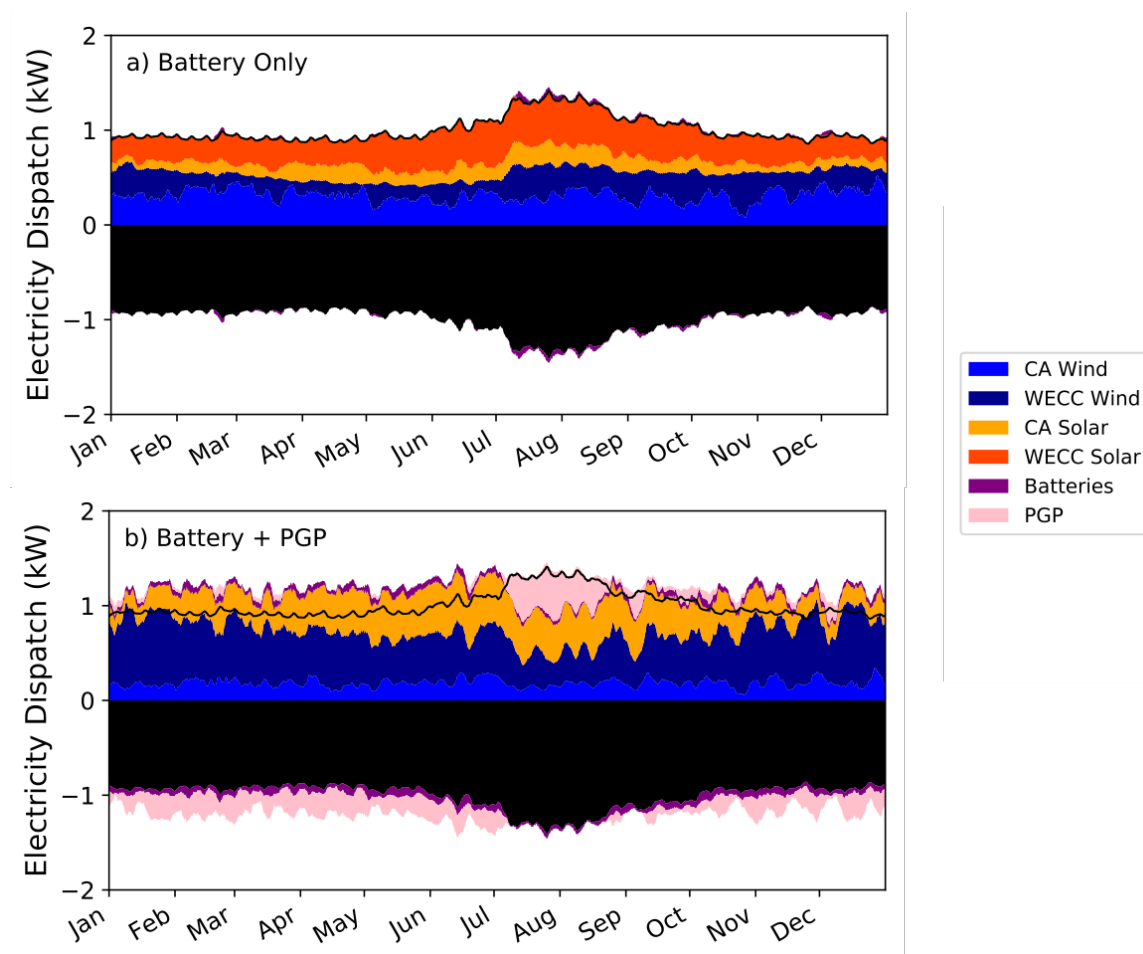 a) Battery Only
Electricity Dispatch (kW)
2
1
0
−1
−2
Jan Feb Mar Apr May Jun Jul Aug Sep Oct Nov Dec
CA Wind
WECC Wind
CA Solar
WECC Solar
Batteries
PGP
b) Battery + PGP
Electricity Dispatch (kW)
2
1
0
−1
−2
Jan Feb Mar Apr May Jun Jul Aug Sep Oct Nov Dec